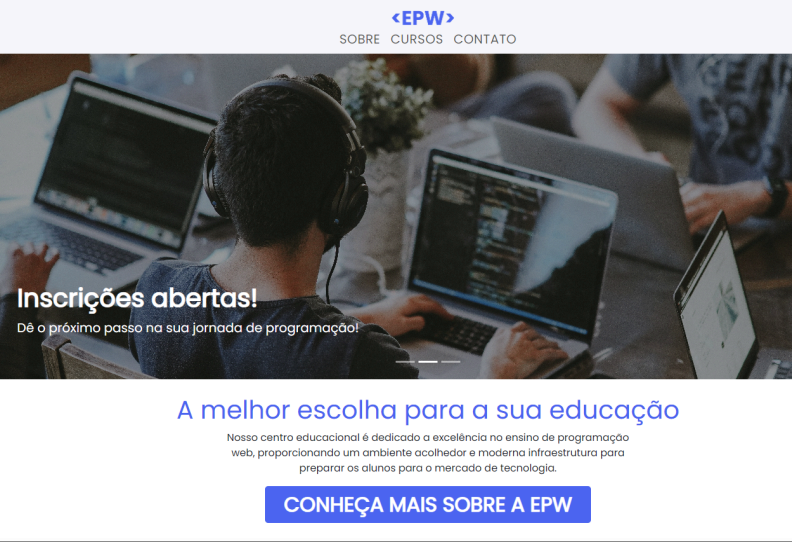 <EPW>
SOBRE CURSOS CONTATO
Inscrições abertas!
Dê o próximo passo na sua jornada de programação!
A melhor escolha para a sua educação
Nosso centro educacional é dedicado a excelência no ensino de programação
web, proporcionando um ambiente acolhedor e moderna infraestrutura para
preparar os alunos para o mercado de tecnologia.
CONHEÇA MAIS SOBRE A EPW